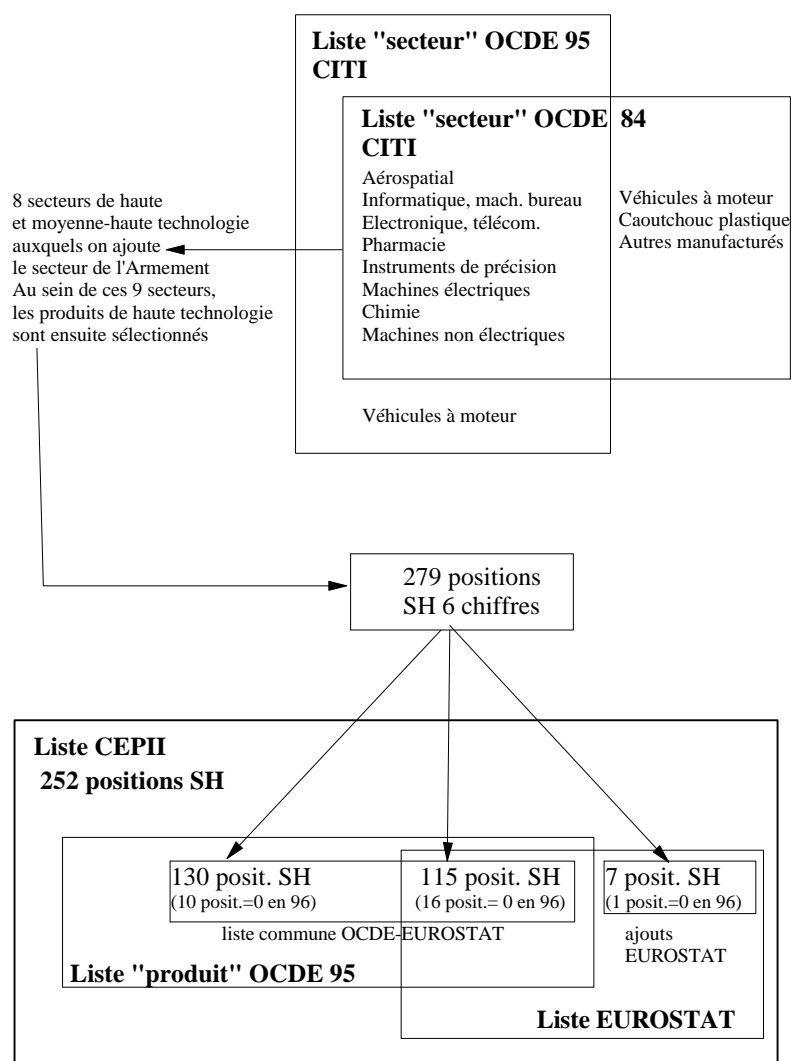 Liste "secteur" OCDE 95
CITI
Liste "secteur" OCDE 84
CITI
Aérospatial
Informatique, mach. bureau
Electronique, télécom.
Pharmacie
Instruments de précision
Machines électriques
Chimie
Machines non électriques
Véhicules à moteur
Caoutchouc plastique
Autres manufacturés
8 secteurs de haute
et moyenne-haute technologie
auxquels on ajoute
le secteur de l'Armement
Au sein de ces 9 secteurs,
les produits de haute technologie
sont ensuite sélectionnés
Véhicules à moteur
279 positions
SH 6 chiffres
Liste CEPII
252 positions SH
130 posit. SH
(10 posit.=0 en 96)
115 posit. SH
(16 posit.= 0 en 96)
7 posit. SH
(1 posit.=0 en 96)
liste commune OCDE-EUROSTAT
ajouts
EUROSTAT
Liste "produit" OCDE 95
Liste EUROSTAT